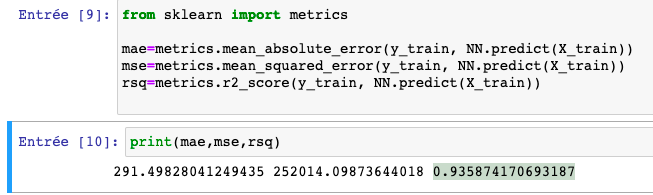 Entrée [9]: from sklearn import metrics
mae=metrics.mean_absolute_error(y_train, NN.predict(X_train))
mse=metrics.mean_squared_error(y_train, NN.predict(X_train))
rsq=metrics.r2_score(y_train, NN.predict(X_train))
Entrée [10]: print(mae,mse,rsq)
291.49828041249435 252014.09873644018 0.935874170693187